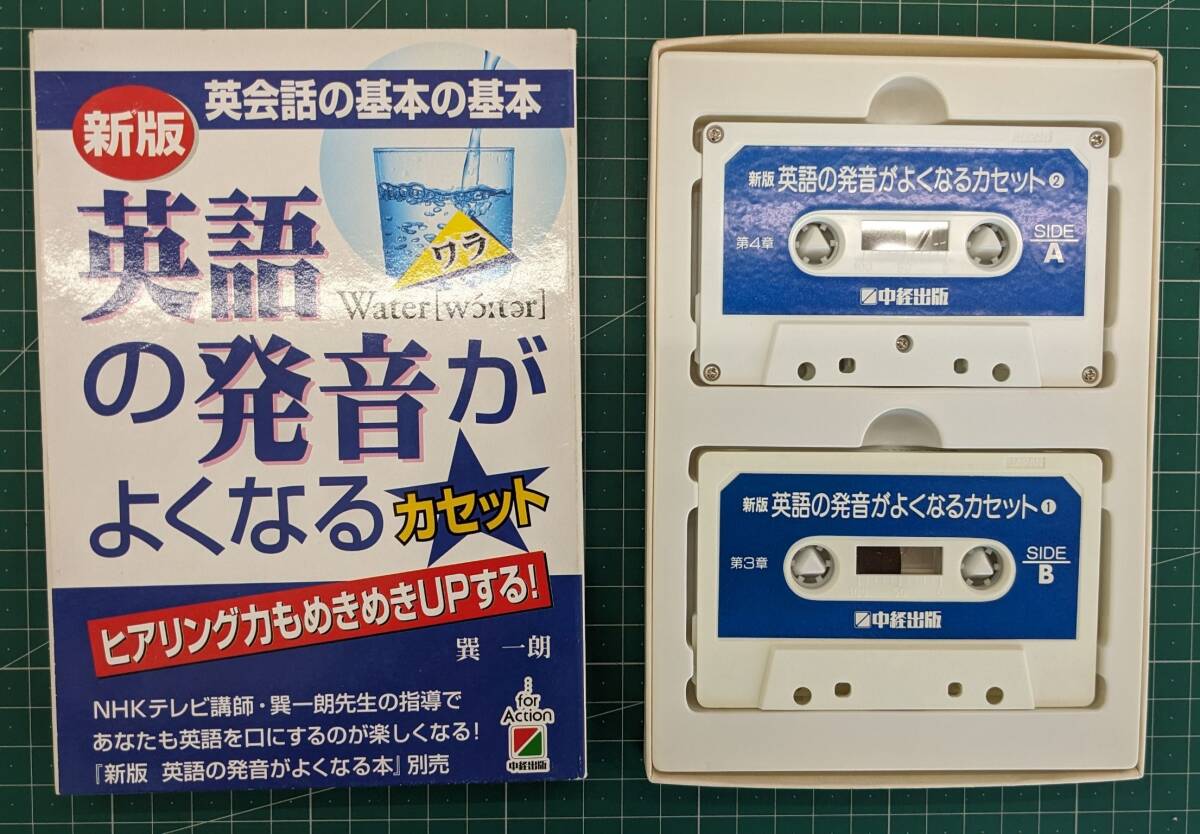 英会話の基本の基本
新版
英語
ワラ
Water[wɔ́ːtər]
の発音が
よくなる
カセット
ヒアリング力もめきめきUPする!
巽 一朗
NHKテレビ講師・巽一朗先生の指導で
あなたも英語を口にするのが楽しくなる!
『新版 英語の発音がよくなる本』別売
for
Action
中経出版
新版 英語の発音がよくなるカセット❷
第4章
SIDE
A
中経出版
新版 英語の発音がよくなるカセット❶
第3章
SIDE
B
中経出版